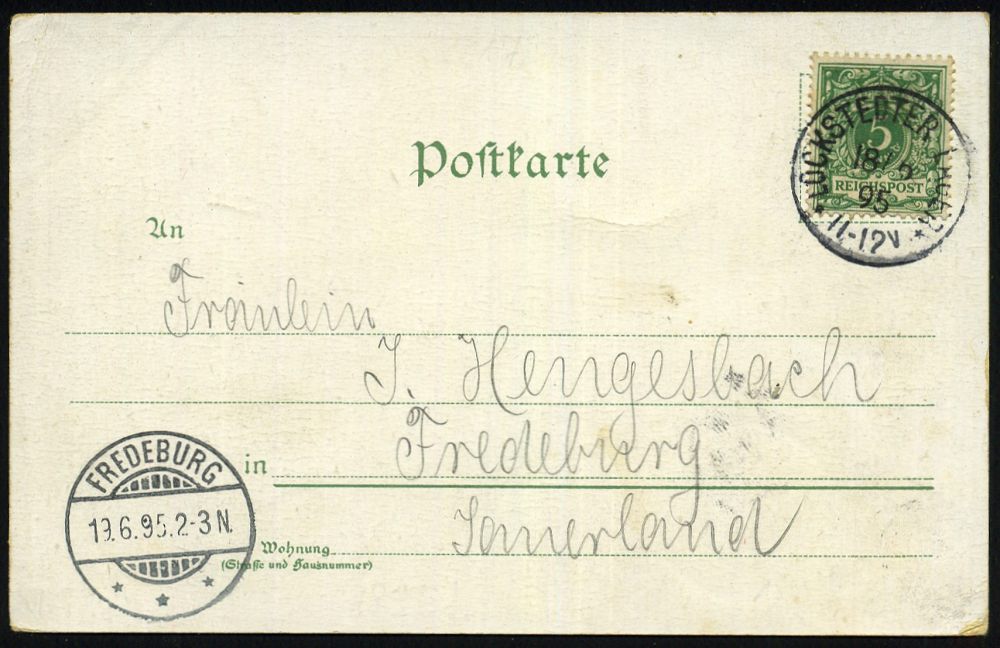 Postkarte
5
REICHSPOST
LOCKSTEDTER LAGER
18/6
95
11-12V
An
Fräulein
J. Hengesbach
in Fredeburg
Sauerland
Wohnung
(Straße und Hausnummer)
FREDEBURG
19.6.95.2-3N.